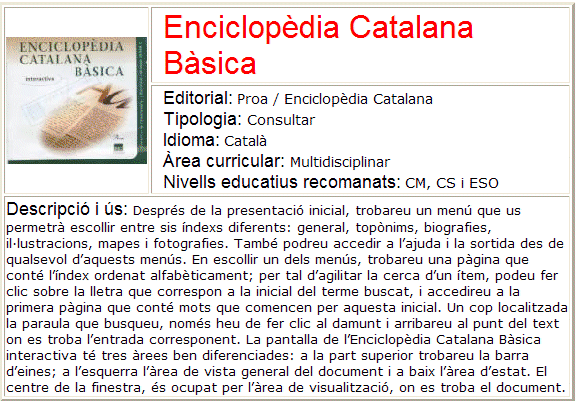 ENCICLOPÈDIA
CATALANA
BÀSICA
interactiva
Enciclopèdia Catalana
Bàsica
Editorial: Proa / Enciclopèdia Catalana
Tipologia: Consultar
Idioma: Català
Àrea curricular: Multidisciplinar
Nivells educatius recomanats: CM, CS i ESO
Descripció i ús: Després de la presentació inicial, trobareu un menú que us
permetrà escollir entre sis índexs diferents: general, topònims, biografies,
il·lustracions, mapes i fotografies. També podreu accedir a l’ajuda i la sortida des de
qualsevol d’aquests menús. En escollir un dels menús, trobareu una pàgina que
conté l’índex ordenat alfabèticament; per tal d’agilitar la cerca d’un ítem, podeu fer
clic sobre la lletra que correspon a la inicial del terme buscat, i accedireu a la
primera pàgina que conté mots que comencen per aquesta inicial. Un cop localitzada
la paraula que busqueu, només heu de fer clic al damunt i arribareu al punt del text
on es troba l’entrada corresponent. La pantalla de l’Enciclopèdia Catalana Bàsica
interactiva té tres àrees ben diferenciades: a la part superior trobareu la barra
d’eines; a l’esquerra l’àrea de vista general del document i a baix l’àrea d’estat. El
centre de la finestra, és ocupat per l’àrea de visualització, on es troba el document.